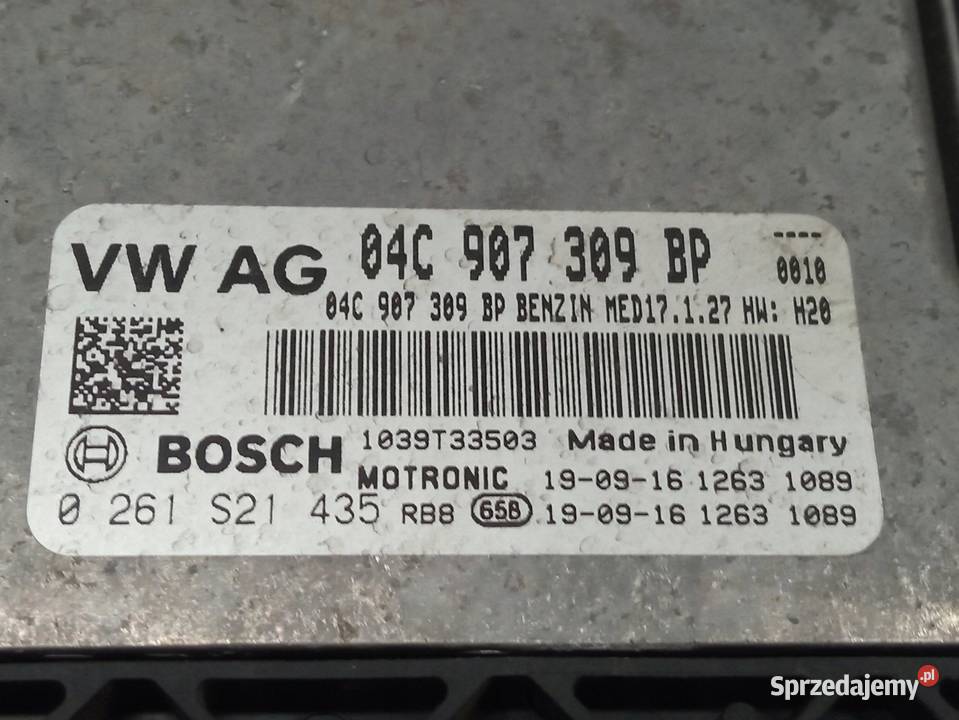 VW AG 04C 907 309 BP ----
0010
04C 907 309 BP BENZIN MED17.1.27 HW: H20
BOSCH 1039T33503 Made in Hungary
MOTRONIC 19-09-16 1263 1089
0 261 S21 435 RB8 65B 19-09-16 1263 1089
Sprzedajemy.pl